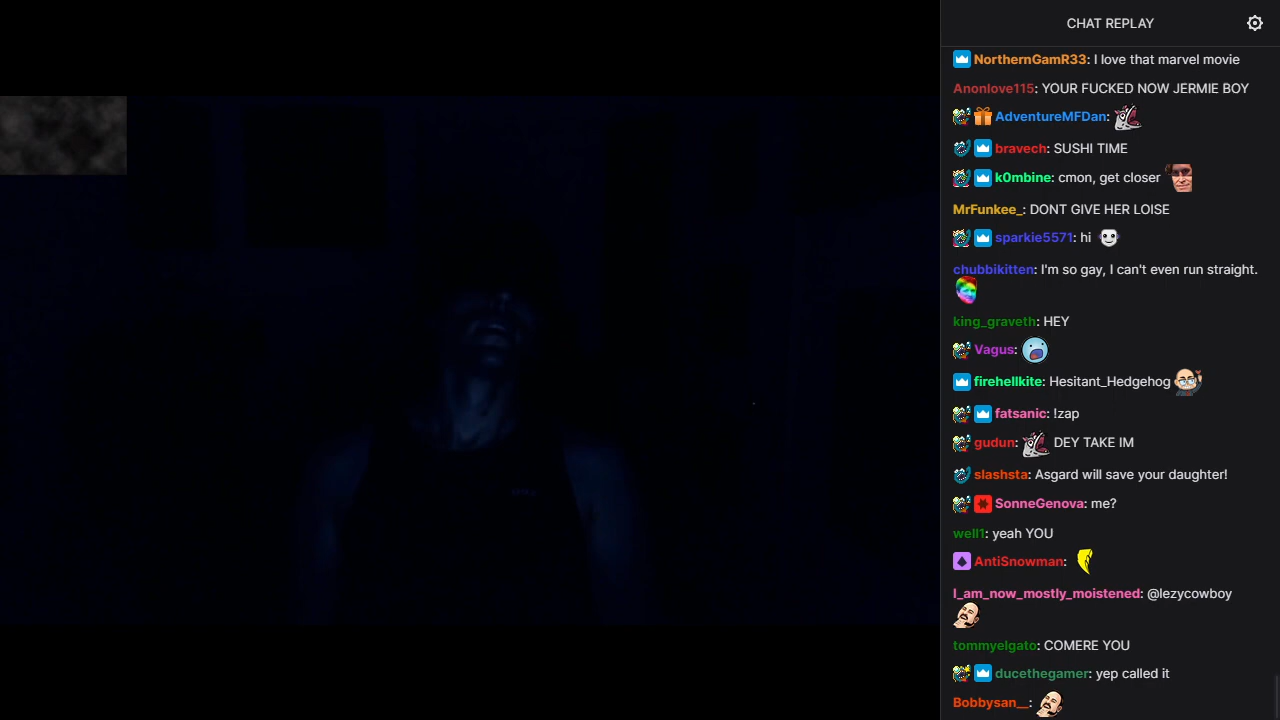 CHAT REPLAY
NorthernGamR33: I love that marvel movie
Anonlove115: YOUR FUCKED NOW JERMIE BOY
AdventureMFDan:
bravech: SUSHI TIME
k0mbine: cmon, get closer
MrFunkee_: DONT GIVE HER LOISE
sparkie5571: hi
chubbikitten: I'm so gay, I can't even run straight.
king_graveth: HEY
Vagus:
firehellkite: Hesitant_Hedgehog
fatsanic: !zap
gudun: DEY TAKE IM
slashsta: Asgard will save your daughter!
SonneGenova: me?
well1: yeah YOU
AntiSnowman:
I_am_now_mostly_moistened: @lezycowboy
tommyelgato: COMERE YOU
ducethegamer: yep called it
Bobbysan__: